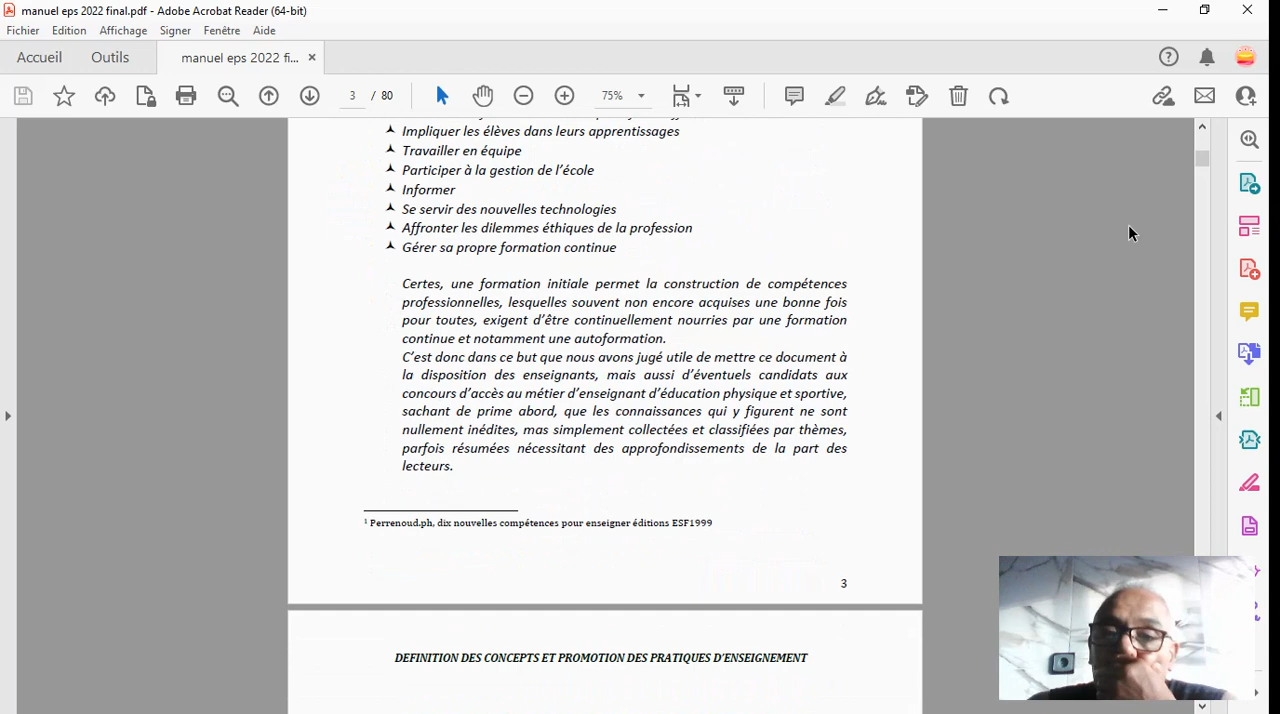 manuel eps 2022 final.pdf - Adobe Acrobat Reader (64-bit)
Fichier Edition Affichage Signer Fenêtre Aide
Accueil Outils manuel eps 2022 fi... ×
3 / 80 75%
Impliquer les élèves dans leurs apprentissages
Travailler en équipe
Participer à la gestion de l'école
Informer
Se servir des nouvelles technologies
Affronter les dilemmes éthiques de la profession
Gérer sa propre formation continue
Certes, une formation initiale permet la construction de compétences
professionnelles, lesquelles souvent non encore acquises une bonne fois
pour toutes, exigent d'être continuellement nourries par une formation
continue et notamment une autoformation.
C'est donc dans ce but que nous avons jugé utile de mettre ce document à
la disposition des enseignants, mais aussi d'éventuels candidats aux
concours d'accès au métier d'enseignant d'éducation physique et sportive,
sachant de prime abord, que les connaissances qui y figurent ne sont
nullement inédites, mas simplement collectées et classifiées par thèmes,
parfois résumées nécessitant des approfondissements de la part des
lecteurs.
1 Perrenoud.ph, dix nouvelles compétences pour enseigner éditions ESF1999
3
DEFINITION DES CONCEPTS ET PROMOTION DES PRATIQUES D'ENSEIGNEMENT